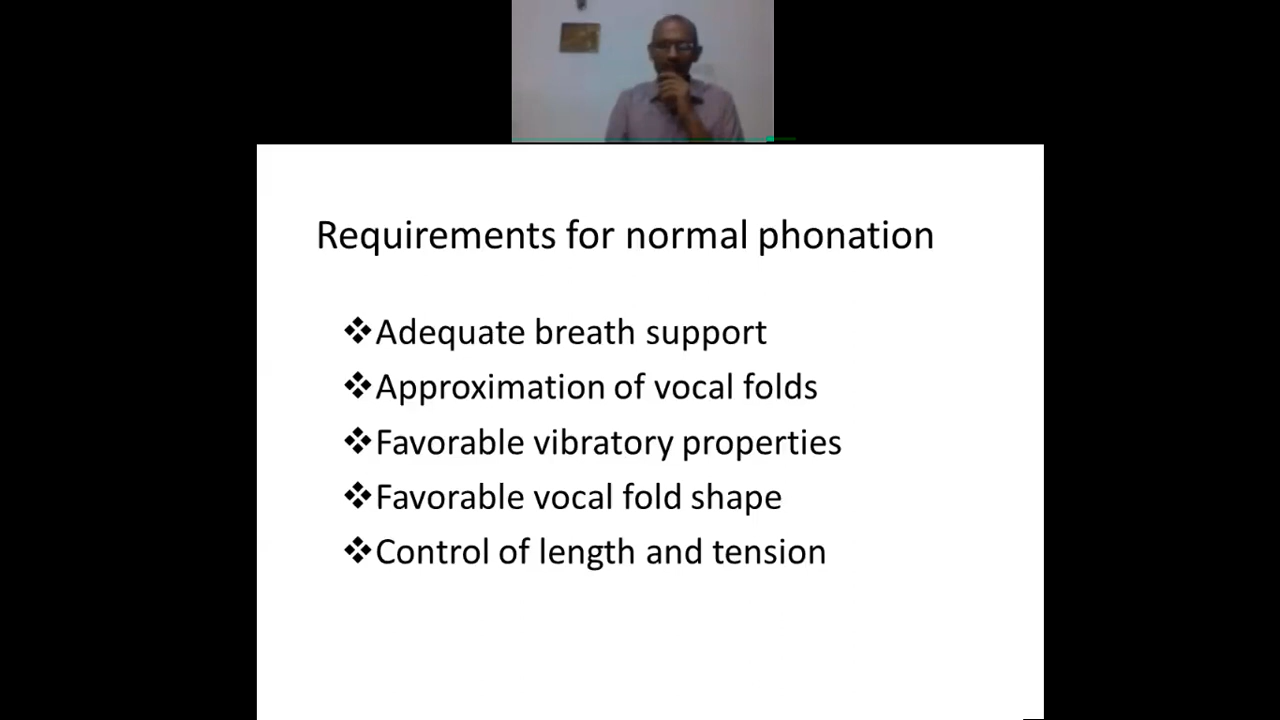 Requirements for normal phonation
❖Adequate breath support
❖Approximation of vocal folds
❖Favorable vibratory properties
❖Favorable vocal fold shape
❖Control of length and tension